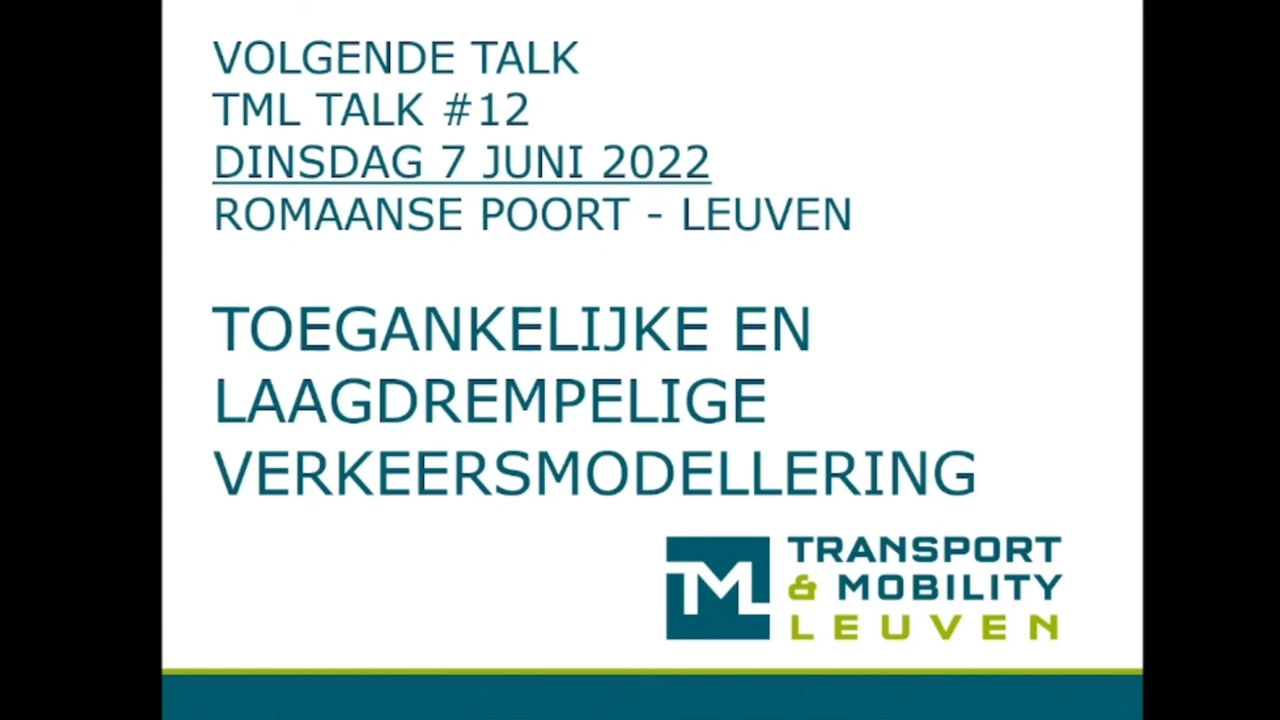 VOLGENDE TALK
TML TALK #12
DINSDAG 7 JUNI 2022
ROMAANSE POORT - LEUVEN
TOEGANKELIJKE EN
LAAGDREMPELIGE
VERKEERSMODELLERING
TML
TRANSPORT
& MOBILITY
LEUVEN